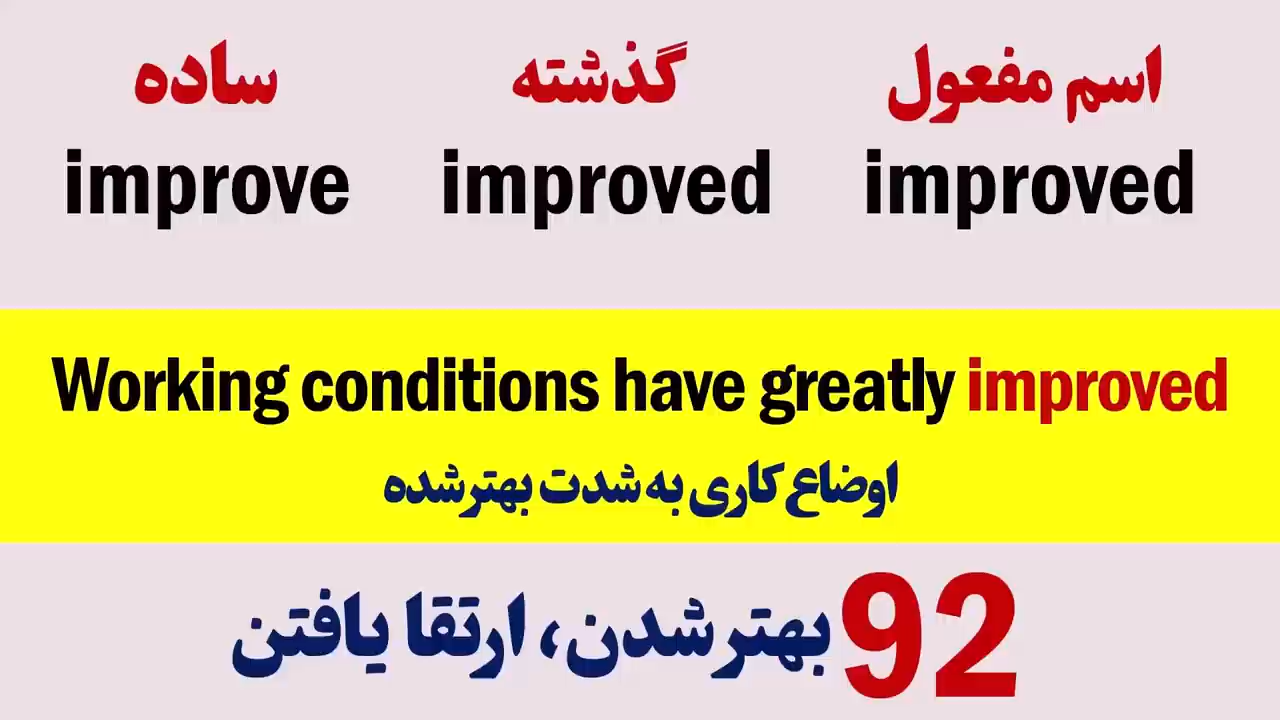 ساده گذشته اسم مفعول
improve improved improved
Working conditions have greatly improved
اوضاع کاری به شدت بهتر شده
92 بهتر شدن، ارتقا یافتن